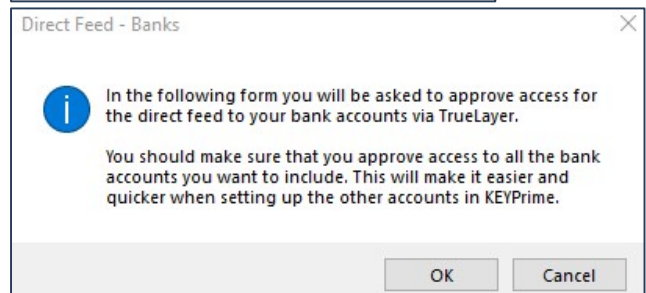 Direct Feed - Banks
In the following form you will be asked to approve access for
the direct feed to your bank accounts via TrueLayer.
You should make sure that you approve access to all the bank
accounts you want to include. This will make it easier and
quicker when setting up the other accounts in KEYPrime.
OK Cancel